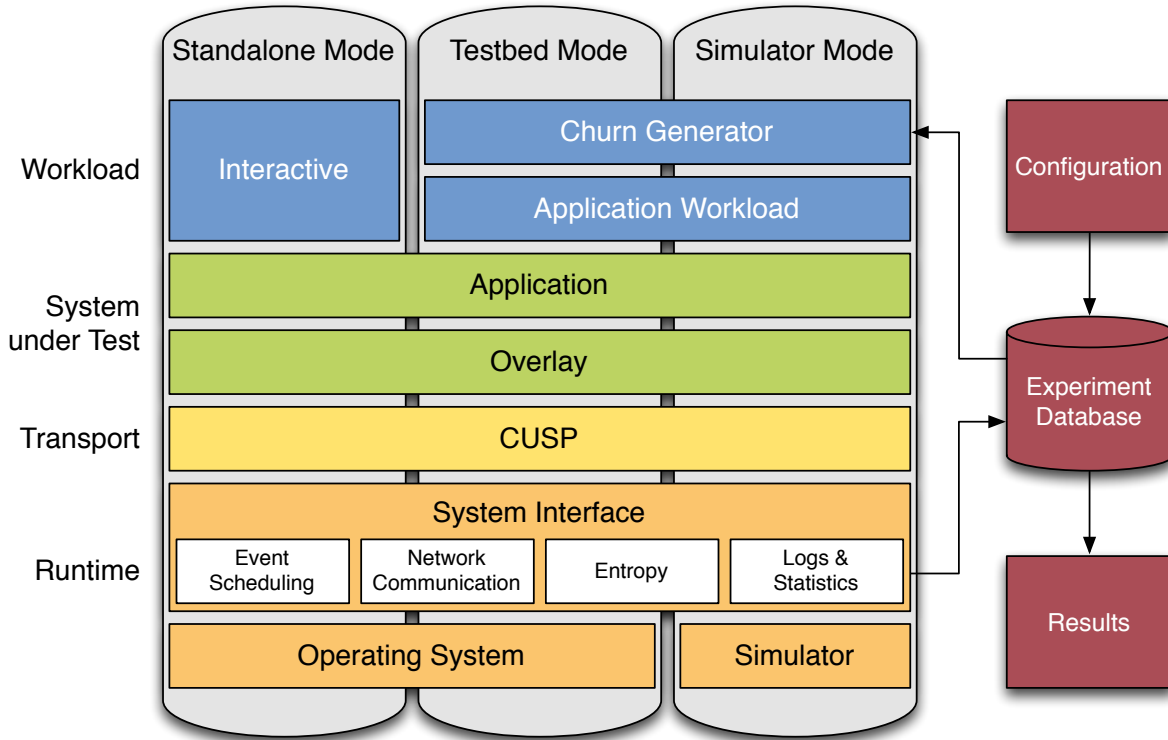 Standalone Mode
Testbed Mode
Simulator Mode
Workload
Interactive
Churn Generator
Application Workload
Configuration
System
under Test
Application
Overlay
Experiment
Database
Transport
CUSP
Runtime
System Interface
Event
Scheduling
Network
Communication
Entropy
Logs &
Statistics
Operating System
Simulator
Results